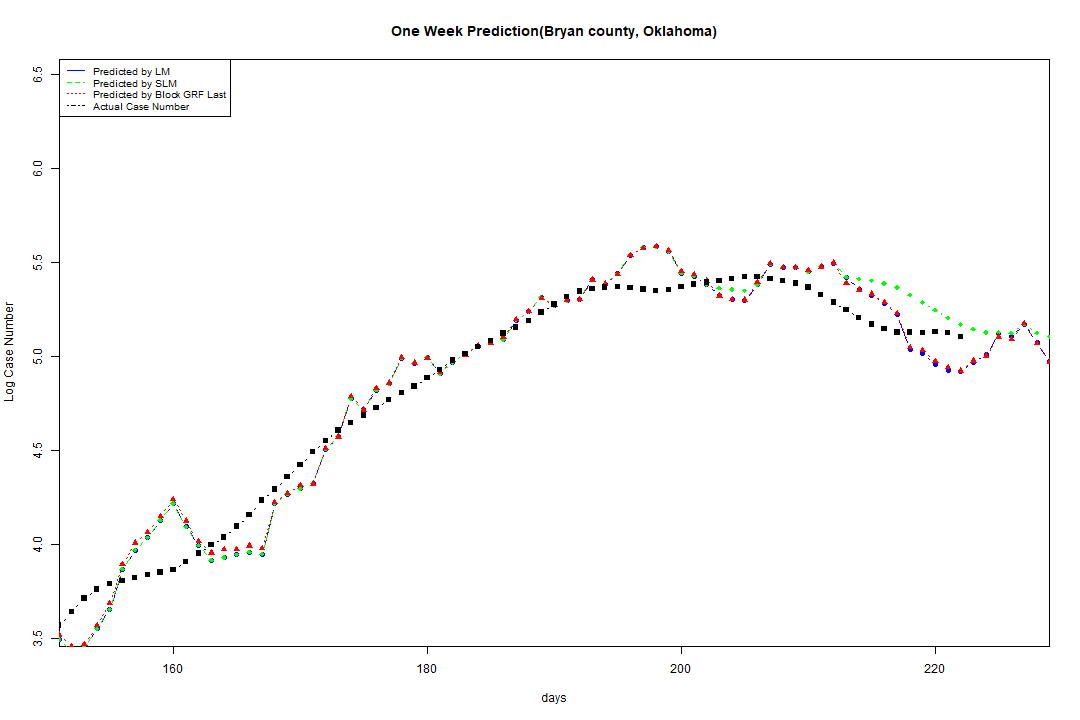 One Week Prediction(Bryan county, Oklahoma)
Predicted by LM
Predicted by SLM
Predicted by Block GRF Last
Actual Case Number
6.5
6.0
5.5
5.0
4.5
4.0
3.5
Log Case Number
160 180 200 220
days